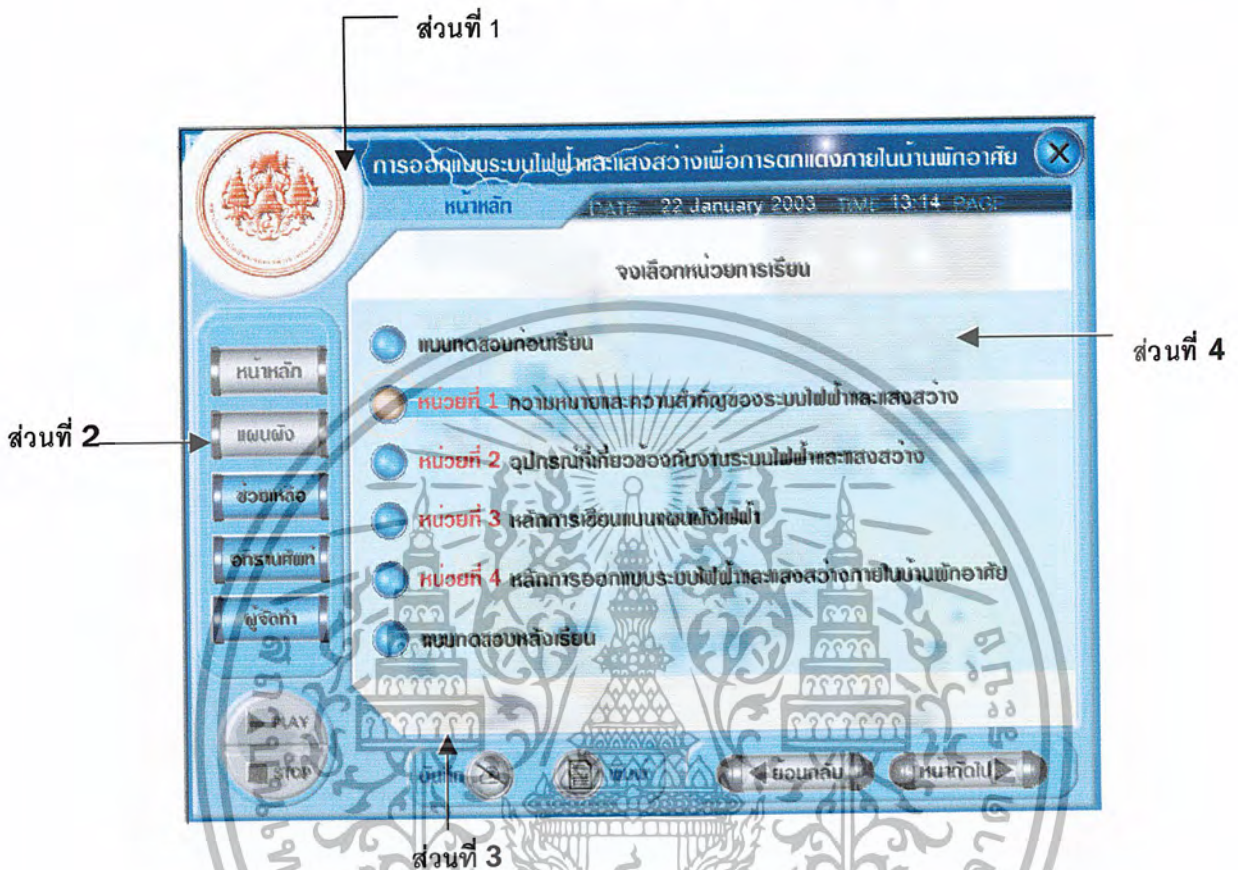 ส่วนที่ 1
การออกแบบระบบไฟฟ้าและแสงสว่างเพื่อการตกแต่งภายในบ้านพักอาศัย
หน้าหลัก DATE 22 January 2003 TIME 13:14 PAGE
จงเลือกหน่วยการเรียน
แบบทดสอบก่อนเรียน
ส่วนที่ 4
หน้าหลัก
หน่วยที่ 1 ความหมายและความสำคัญของระบบไฟฟ้าและแสงสว่าง
ส่วนที่ 2
แผนผัง
หน่วยที่ 2 อุปกรณ์ที่เกี่ยวข้องกับงานระบบไฟฟ้าและแสงสว่าง
ช่วยเหลือ
หน่วยที่ 3 หลักการเขียนแบบแผนผังไฟฟ้า
อภิธานศัพท์
หน่วยที่ 4 หลักการออกแบบระบบไฟฟ้าและแสงสว่างภายในบ้านพักอาศัย
ผู้จัดทำ
แบบทดสอบหลังเรียน
PLAY
STOP
ย้อนกลับ
หน้าถัดไป
ส่วนที่ 3